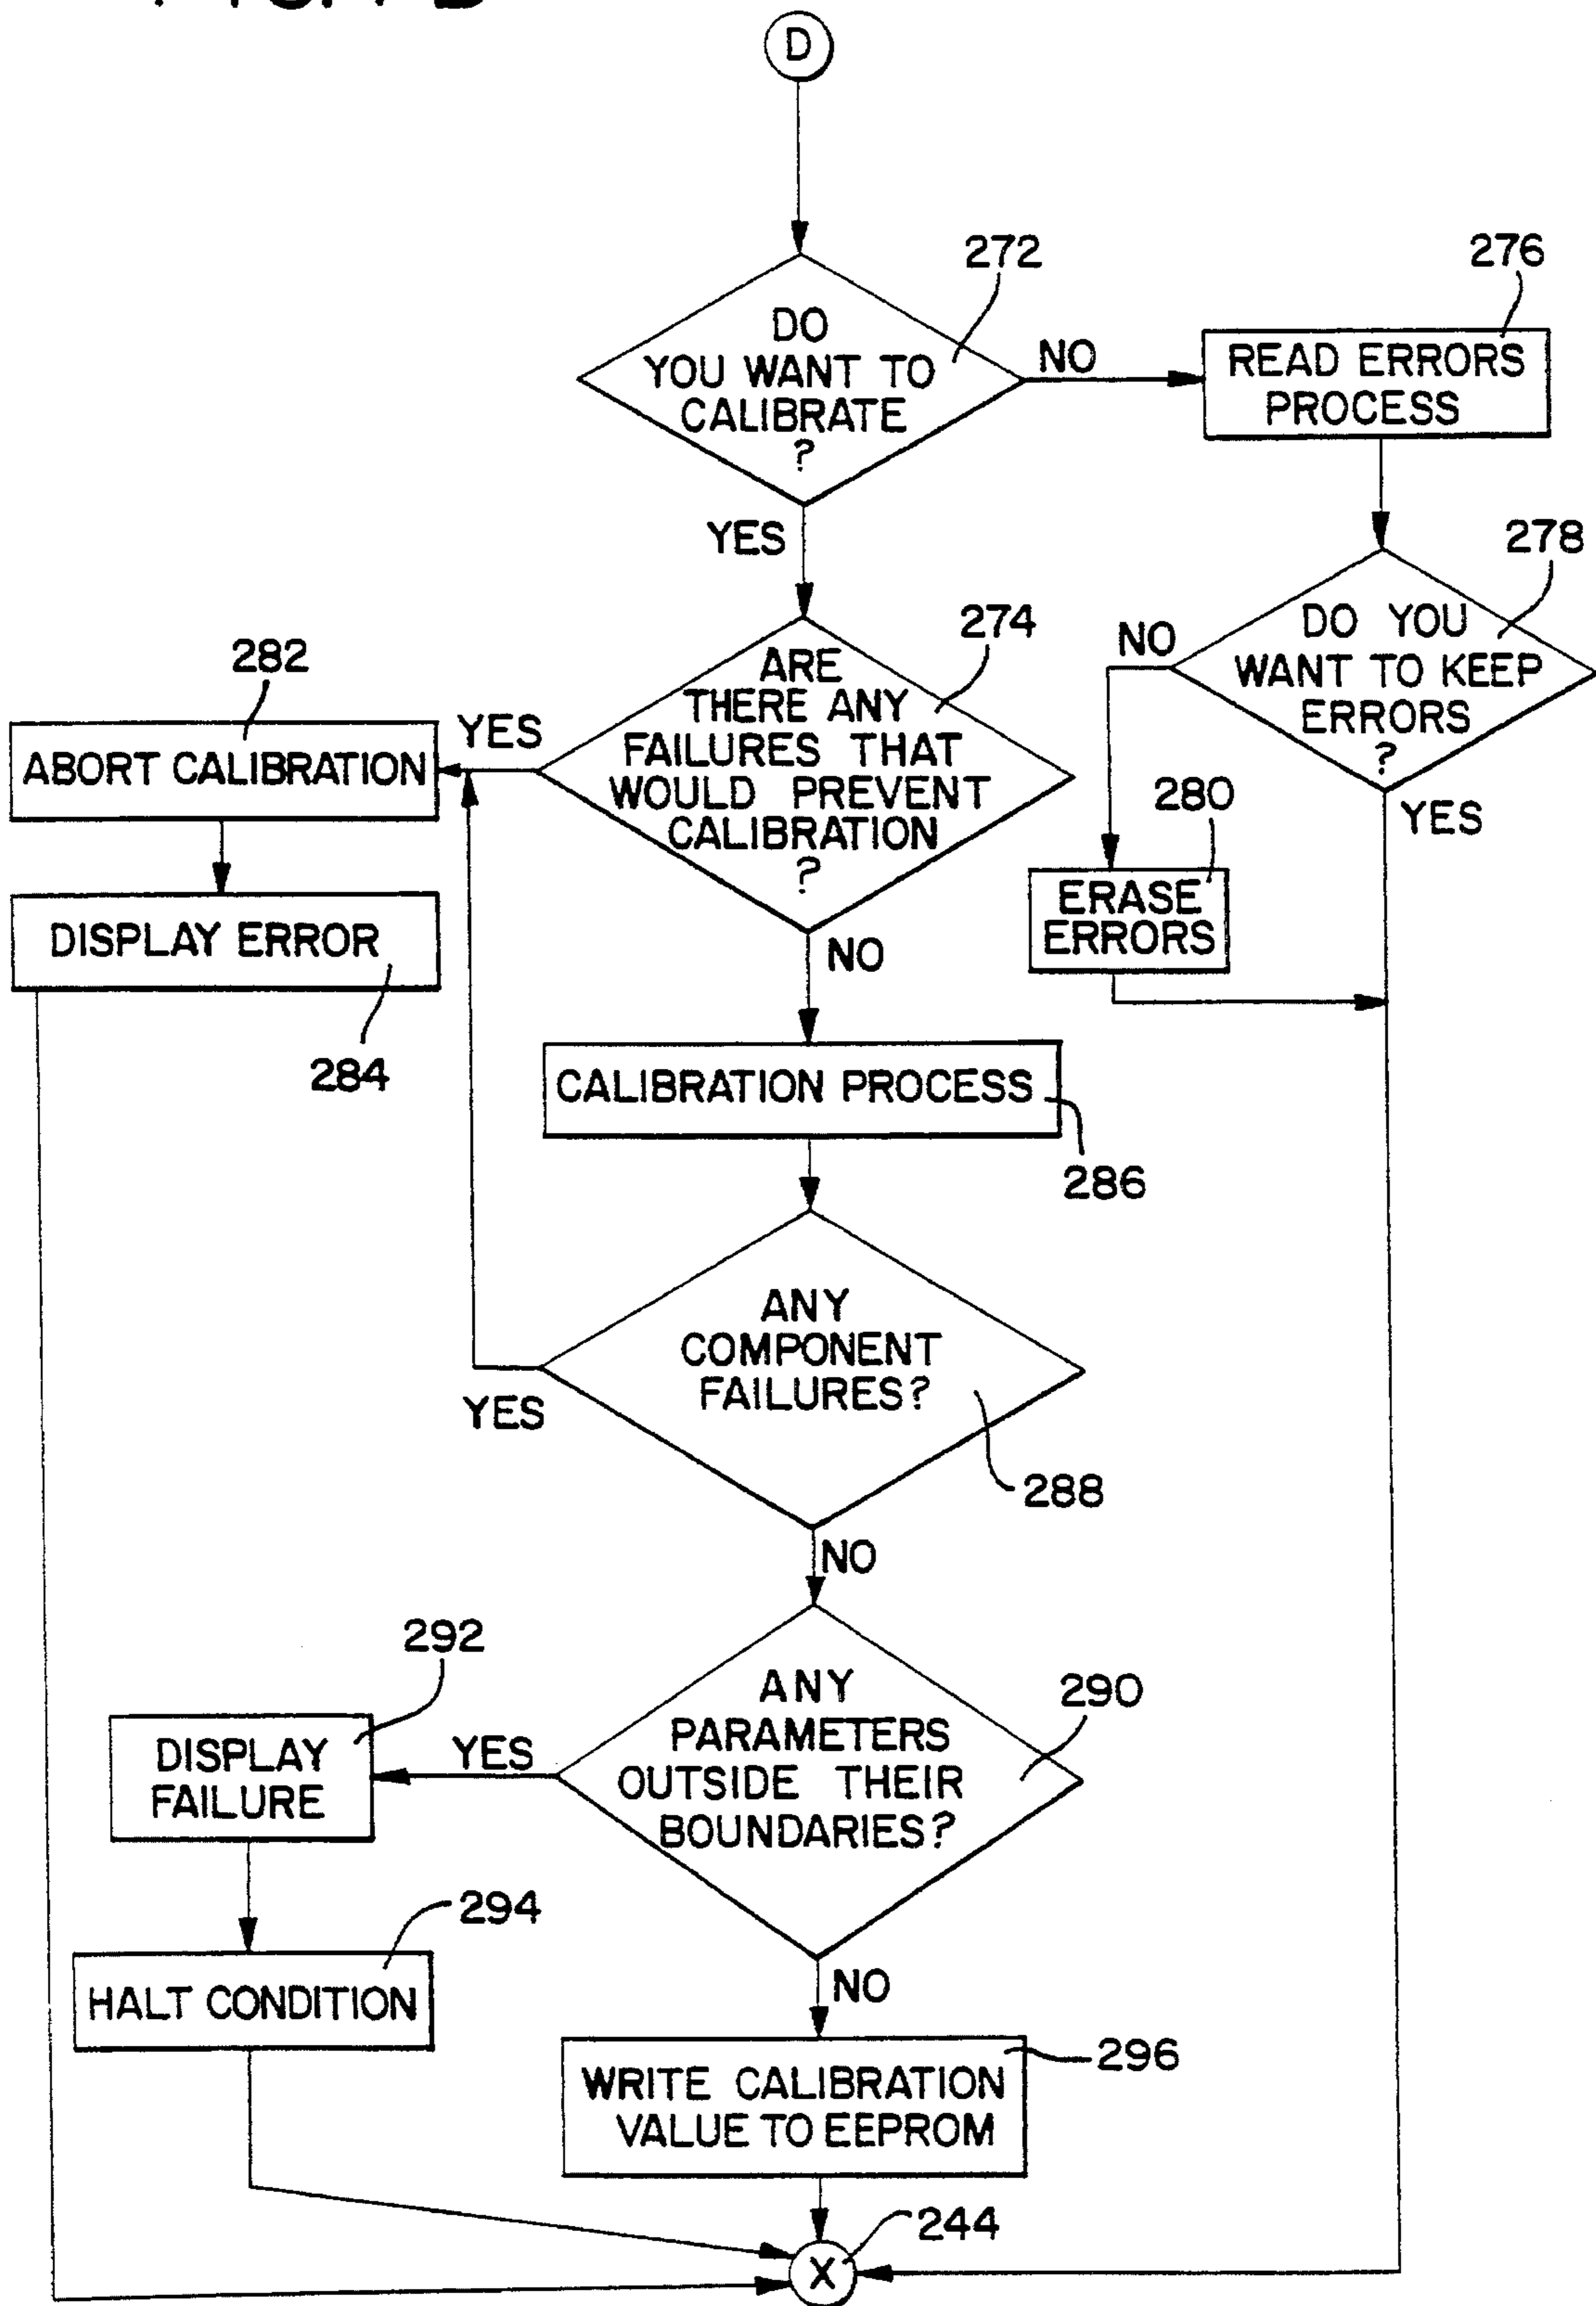 D
272
276
DO
YOU WANT TO
CALIBRATE
?
NO
READ ERRORS
PROCESS
YES
278
DO YOU
WANT TO KEEP
ERRORS
?
NO
YES
280
ERASE
ERRORS
274
ARE
THERE ANY
FAILURES THAT
WOULD PREVENT
CALIBRATION
?
YES
NO
282
ABORT CALIBRATION
DISPLAY ERROR
284
CALIBRATION PROCESS
286
ANY
COMPONENT
FAILURES?
YES
288
NO
ANY
PARAMETERS
OUTSIDE THEIR
BOUNDARIES?
290
YES
292
DISPLAY
FAILURE
294
HALT CONDITION
NO
296
WRITE CALIBRATION
VALUE TO EEPROM
244
X